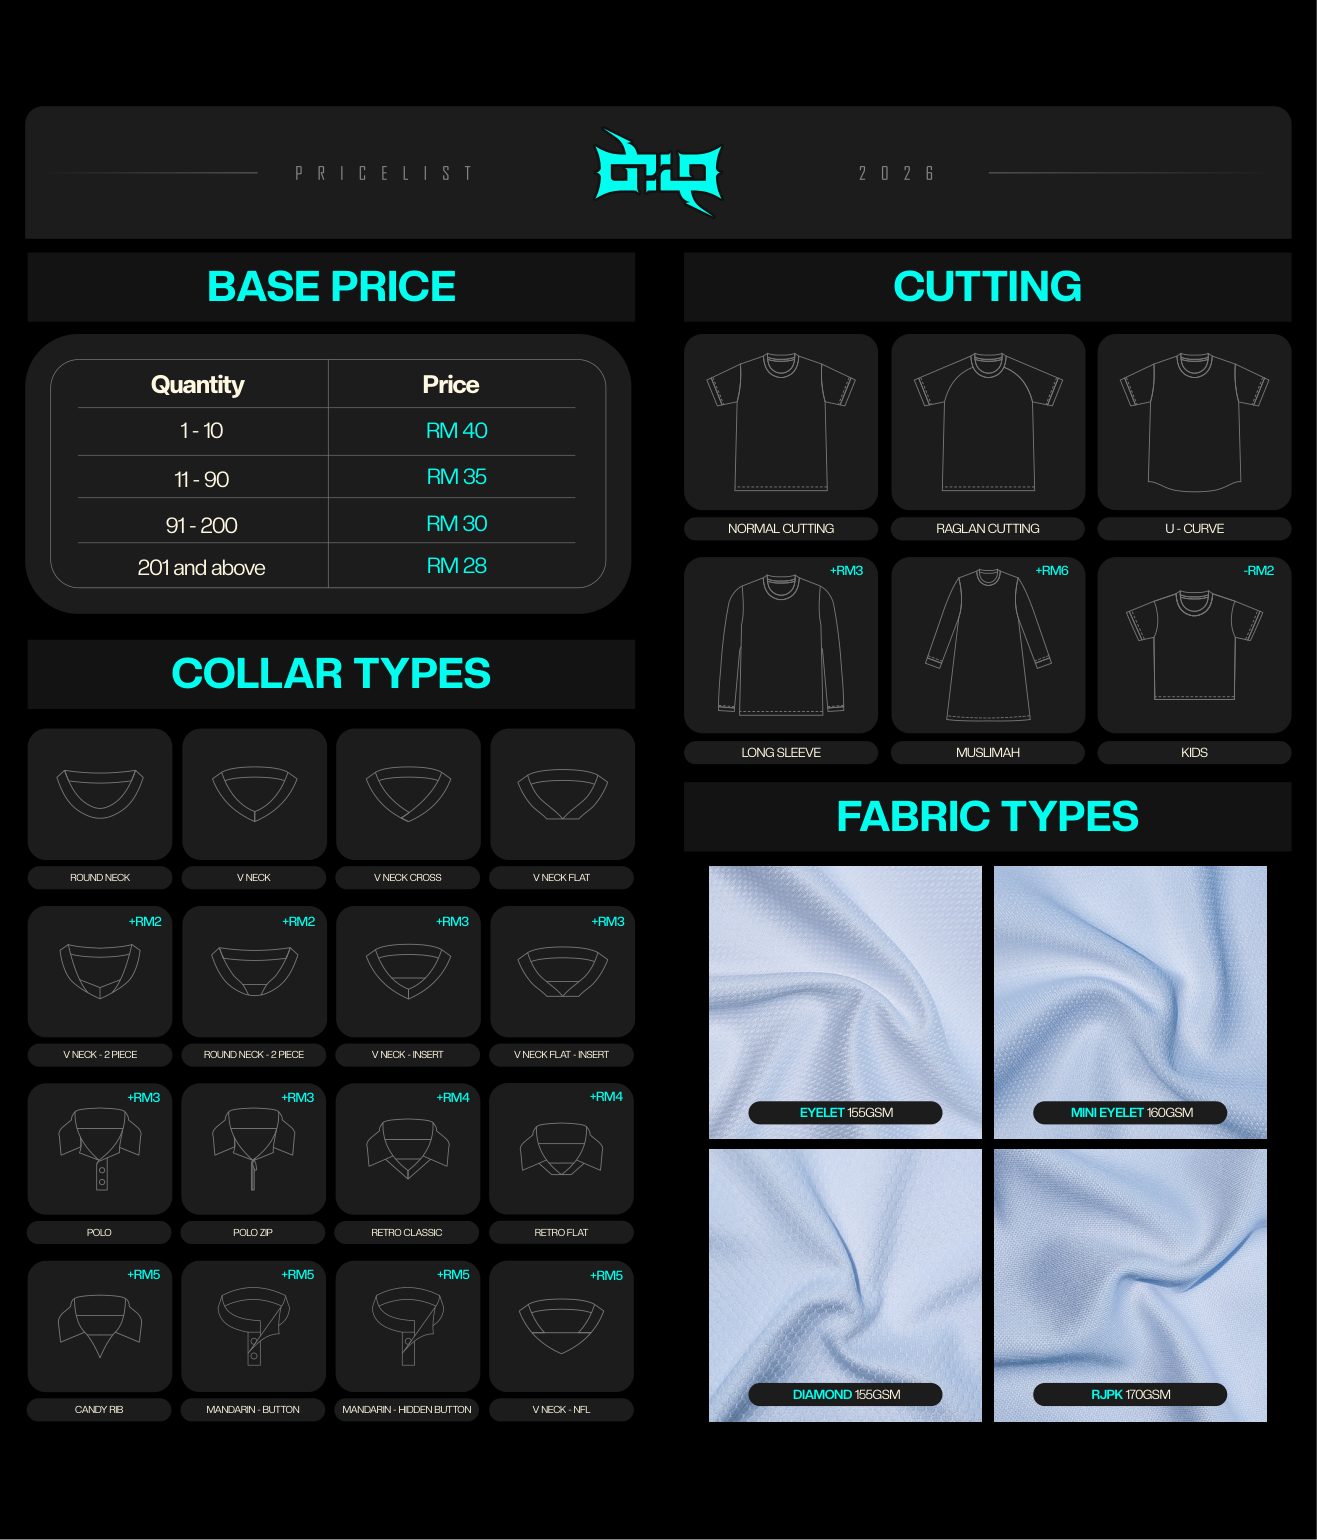 PRICELIST
2026
BASE PRICE
Quantity Price
1 - 10 RM 40
11 - 90 RM 35
91 - 200 RM 30
201 and above RM 28
COLLAR TYPES
ROUND NECK
V NECK
V NECK CROSS
V NECK FLAT
+RM2
V NECK - 2 PIECE
+RM2
ROUND NECK - 2 PIECE
+RM3
V NECK - INSERT
+RM3
V NECK FLAT - INSERT
+RM3
POLO
+RM3
POLO ZIP
+RM4
RETRO CLASSIC
+RM4
RETRO FLAT
+RM5
CANDY RIB
+RM5
MANDARIN - BUTTON
+RM5
MANDARIN - HIDDEN BUTTON
+RM5
V NECK - NFL
CUTTING
NORMAL CUTTING
RAGLAN CUTTING
U - CURVE
+RM3
LONG SLEEVE
+RM6
MUSLIMAH
-RM2
KIDS
FABRIC TYPES
EYELET 155GSM
MINI EYELET 160GSM
DIAMOND 155GSM
RJPK 170GSM